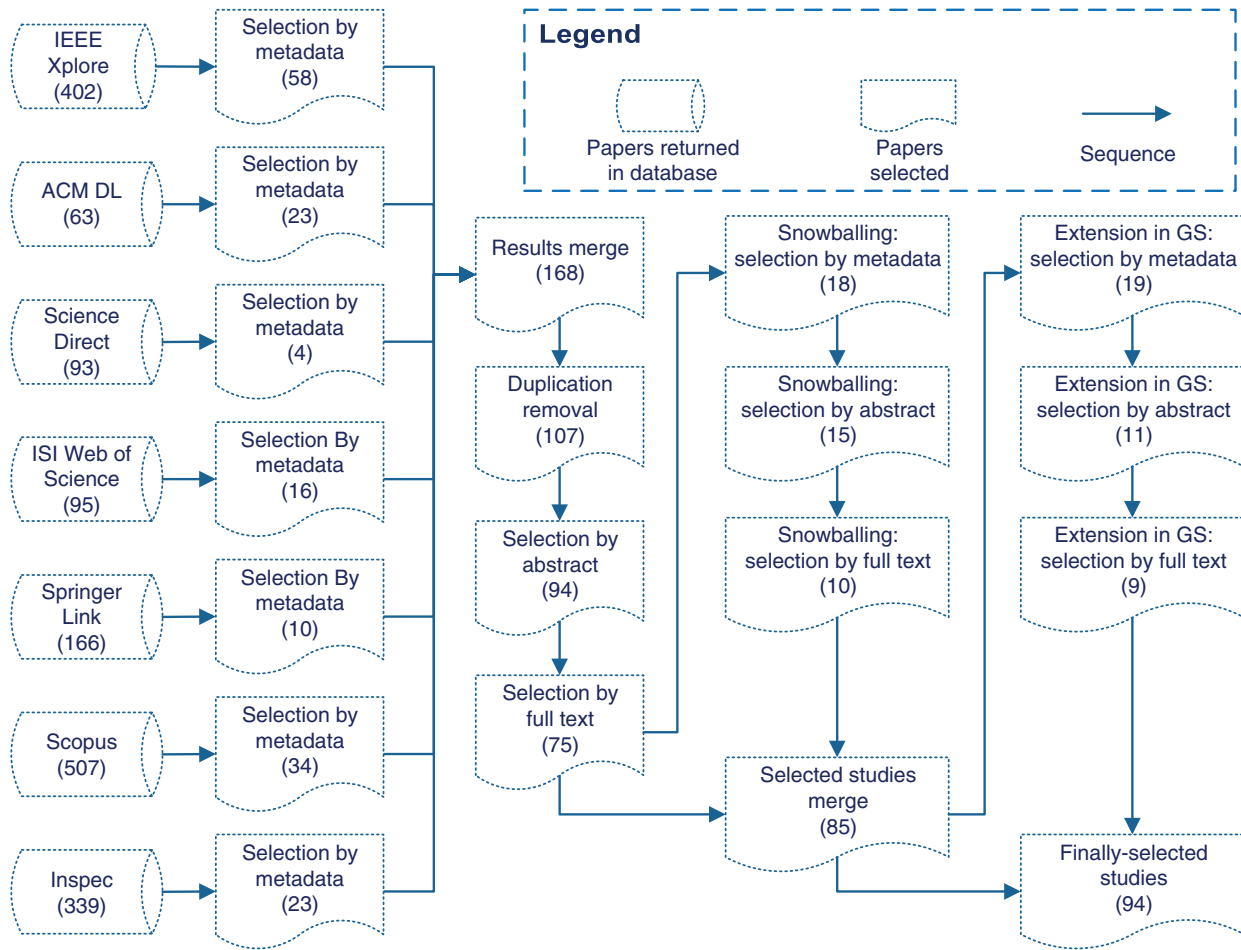 IEEE
Xplore
(402)
Selection by
metadata
(58)
ACM DL
(63)
Selection by
metadata
(23)
Science
Direct
(93)
Selection by
metadata
(4)
ISI Web of
Science
(95)
Selection By
metadata
(16)
Springer
Link
(166)
Selection By
metadata
(10)
Scopus
(507)
Selection by
metadata
(34)
Inspec
(339)
Selection by
metadata
(23)
Legend
Papers returned
in database
Papers
selected
Sequence
Results merge
(168)
Duplication
removal
(107)
Selection by
abstract
(94)
Selection by
full text
(75)
Snowballing:
selection by metadata
(18)
Snowballing:
selection by abstract
(15)
Snowballing:
selection by full text
(10)
Selected studies
merge
(85)
Extension in GS:
selection by metadata
(19)
Extension in GS:
selection by abstract
(11)
Extension in GS:
selection by full text
(9)
Finally-selected
studies
(94)